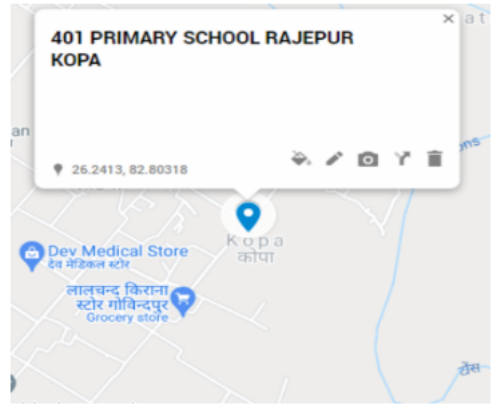 401 PRIMARY SCHOOL RAJEPUR
KOPA
26.2413, 82.80318
Kopa
कोपा
Dev Medical Store
देव मेडिकल स्टोर
लालचन्द किराना
स्टोर गोविन्दपुर
Grocery store
टोंस